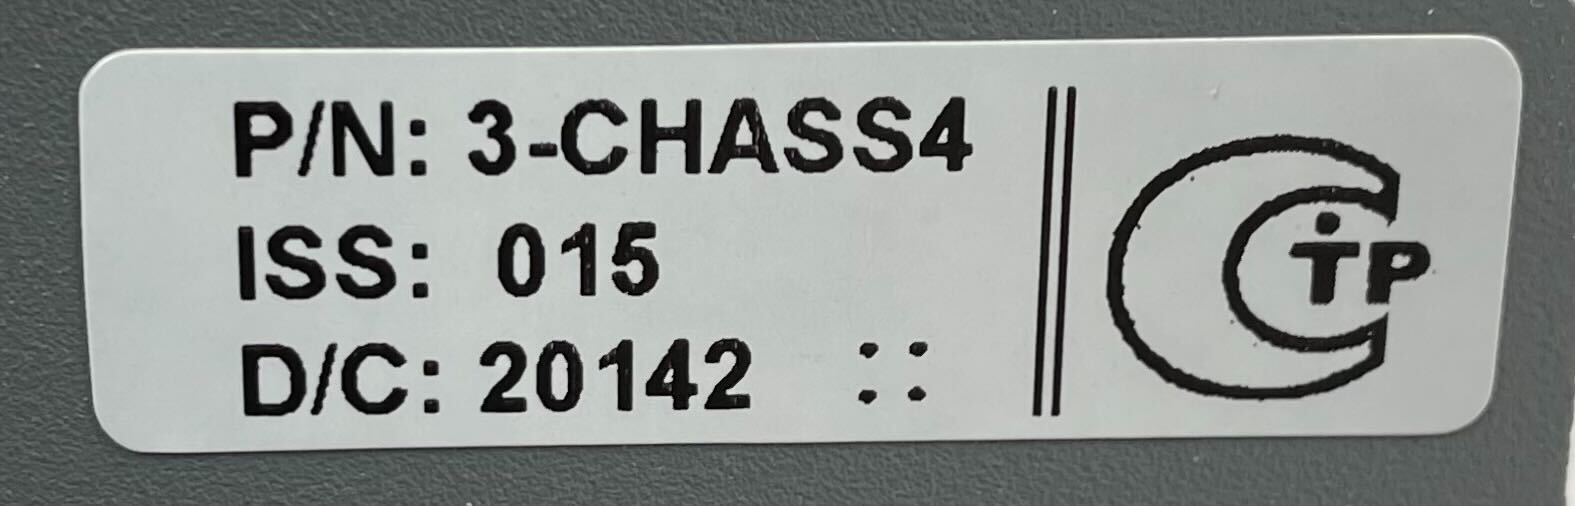 P/N: 3-CHASS4
ISS: 015
D/C: 20142 ::
C TP